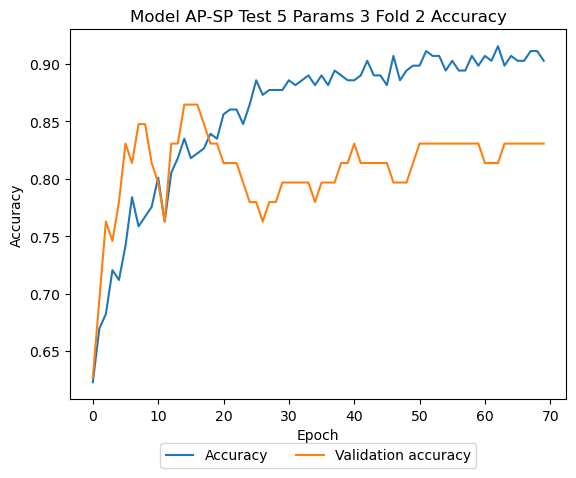 Model AP-SP Test 5 Params 3 Fold 2 Accuracy
0.90
0.85
0.80
0.75
0.70
0.65
Accuracy
0 10 20 30 40 50 60 70
Epoch
Accuracy Validation accuracy